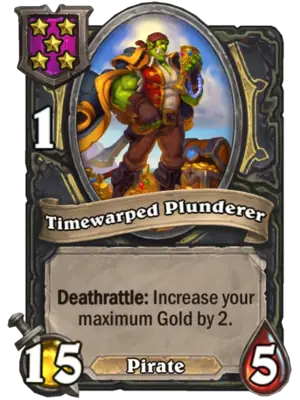 1
Timewarped Plunderer
Deathrattle: Increase your
maximum Gold by 2.
15
Pirate
5